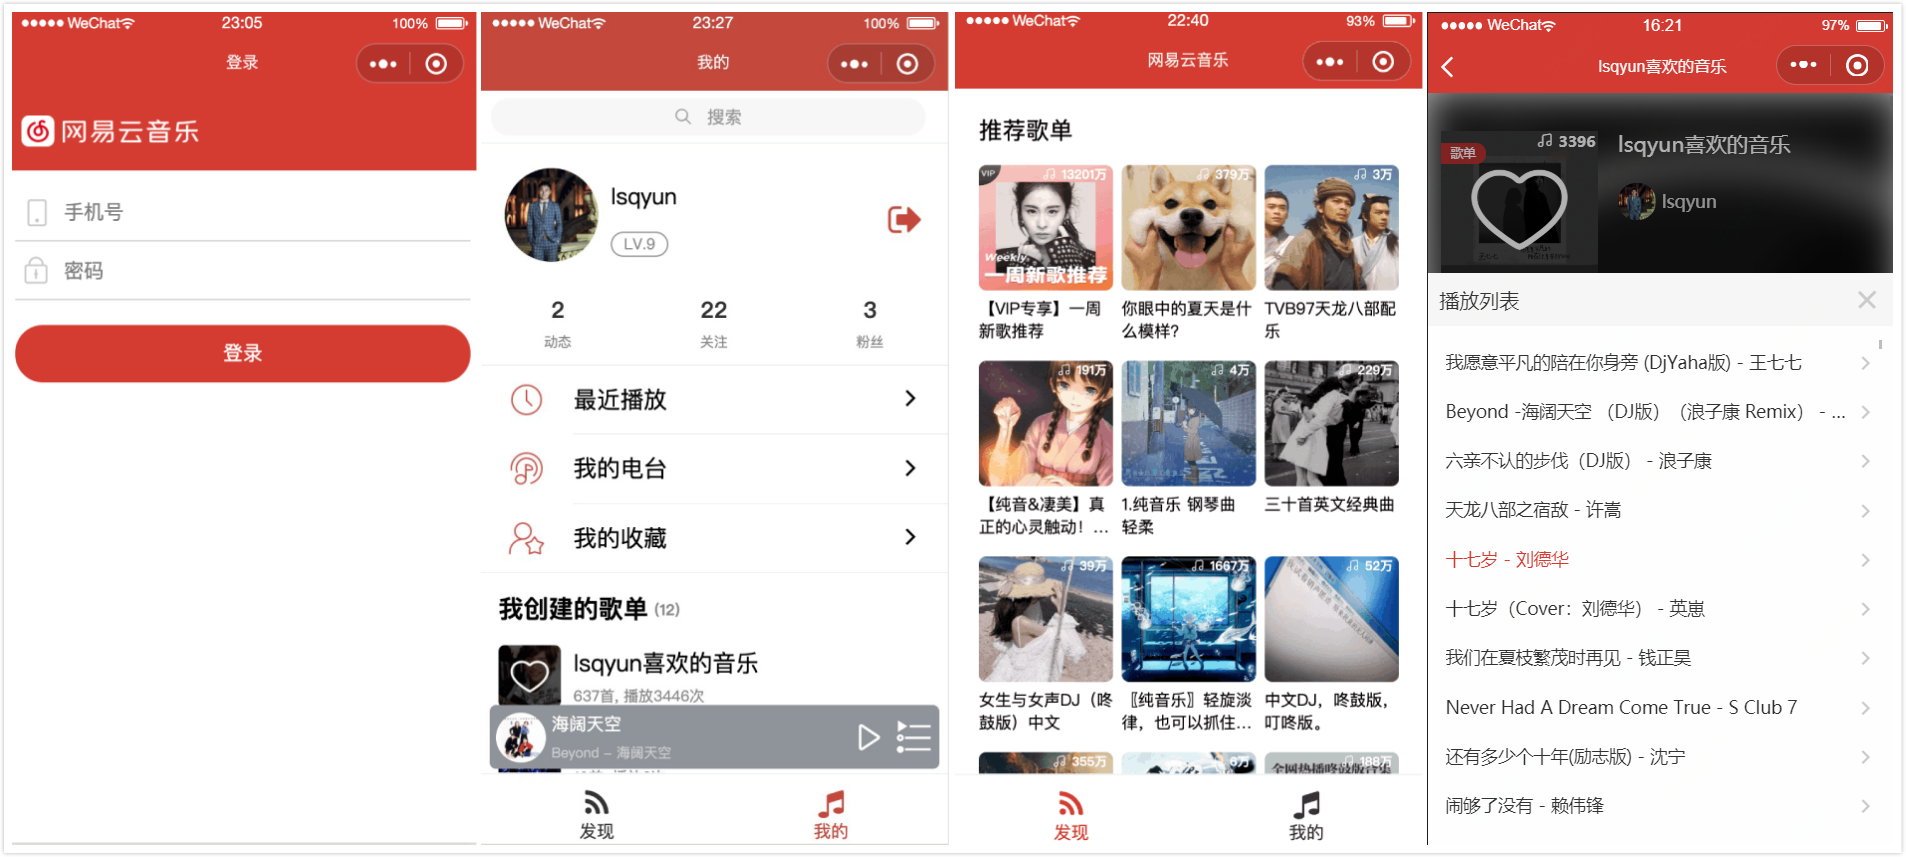 ●●●●● WeChat 23:05 100%
登录
网易云音乐
手机号
密码
登录
●●●●● WeChat 23:27 100%
我的
搜索
lsqyun
LV.9
2 22 3
动态 关注 粉丝
最近播放
我的电台
我的收藏
我创建的歌单 (12)
lsqyun喜欢的音乐
637首, 播放3446次
海阔天空
Beyond – 海阔天空
发现 我的
●●●●● WeChat 22:40 93%
网易云音乐
推荐歌单
VIP 13201万 379万 3万
Weekly
一周新歌推荐
【VIP专享】一周
新歌推荐
你眼中的夏天是什
么模样?
TVB97天龙八部配
乐
191万 4万 229万
【纯音&凄美】真
正的心灵触动! ...
1.纯音乐 钢琴曲
轻柔
三十首英文经典曲
39万 1667万 52万
女生与女声DJ（咚
鼓版）中文
〖纯音乐〗轻旋淡
律，也可以抓住...
中文DJ，咚鼓版，
叮咚版。
355万 6万 188万
发现 我的
●●●●● WeChat 16:21 97%
lsqyun喜欢的音乐
歌单 3396
lsqyun喜欢的音乐
lsqyun
播放列表
我愿意平凡的陪在你身旁 (DjYaha版) - 王七七
Beyond -海阔天空 （DJ版）（浪子康 Remix） - ...
六亲不认的步伐（DJ版） - 浪子康
天龙八部之宿敌 - 许嵩
十七岁 - 刘德华
十七岁（Cover：刘德华） - 英崽
我们在夏枝繁茂时再见 - 钱正昊
Never Had A Dream Come True - S Club 7
还有多少个十年(励志版) - 沈宁
闹够了没有 - 赖伟锋